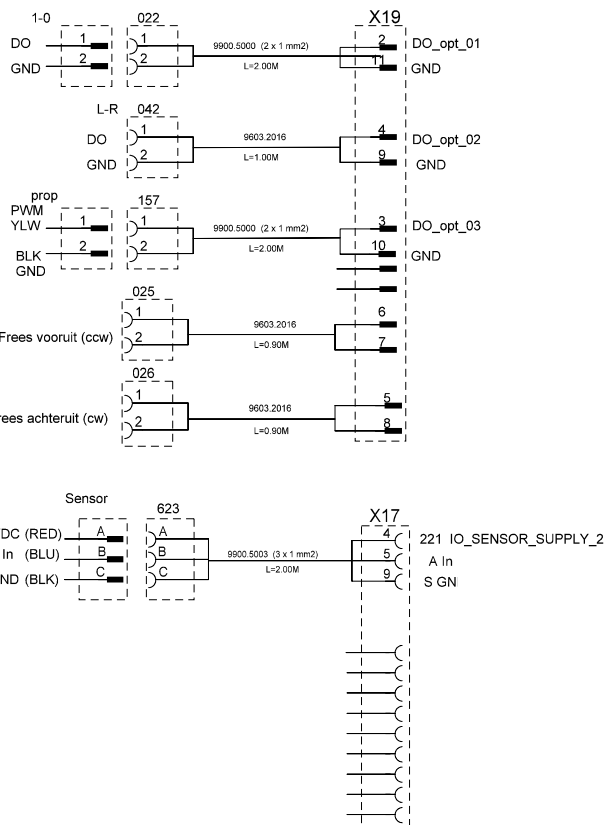 1-0 022 X19
DO 1 1 9900.5000 (2 x 1 mm2) 2 DO_opt_01
GND 2 2 L=2.00M 11 GND
L-R 042
DO 1 9603.2016 4 DO_opt_02
GND 2 L=1.00M 9 GND
prop 157
PWM
YLW 1 1 9900.5000 (2 x 1 mm2) 3 DO_opt_03
BLK 2 2 L=2.00M 10 GND
GND
025
1 9603.2016 6
Frees vooruit (ccw) 2 L=0.90M 7
026
1 9603.2016 5
rees achteruit (cw) 2 L=0.90M 8
Sensor 623 X17
DC (RED) A A 4 221 IO_SENSOR_SUPPLY_2
In (BLU) B B 9900.5003 (3 x 1 mm2) 5 A In
ND (BLK) C C L=2.00M 9 S GN